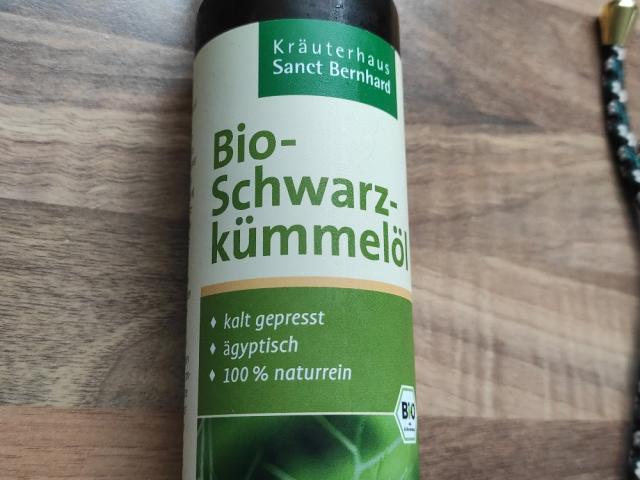 Kräuterhaus
Sanct Bernhard
Bio-
Schwarz-
kümmelöl
kalt gepresst
ägyptisch
100 % naturrein
BIO